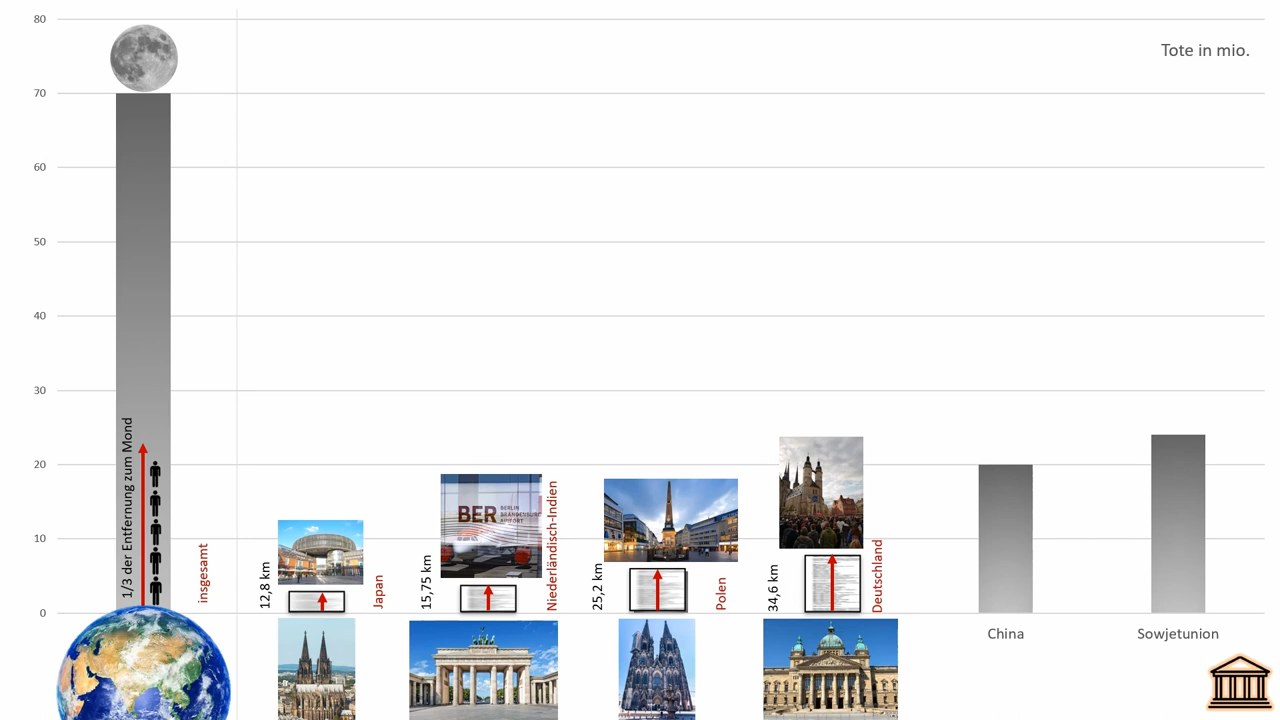 80
Tote in mio.
70
60
50
40
30
20
10
0
1/3 der Entfernung zum Mond
insgesamt
12,8 km
Japan
15,75 km
BER BERLIN
BRANDENBURG
AIRPORT
Niederländisch-Indien
25,2 km
Polen
34,6 km
Deutschland
China
Sowjetunion